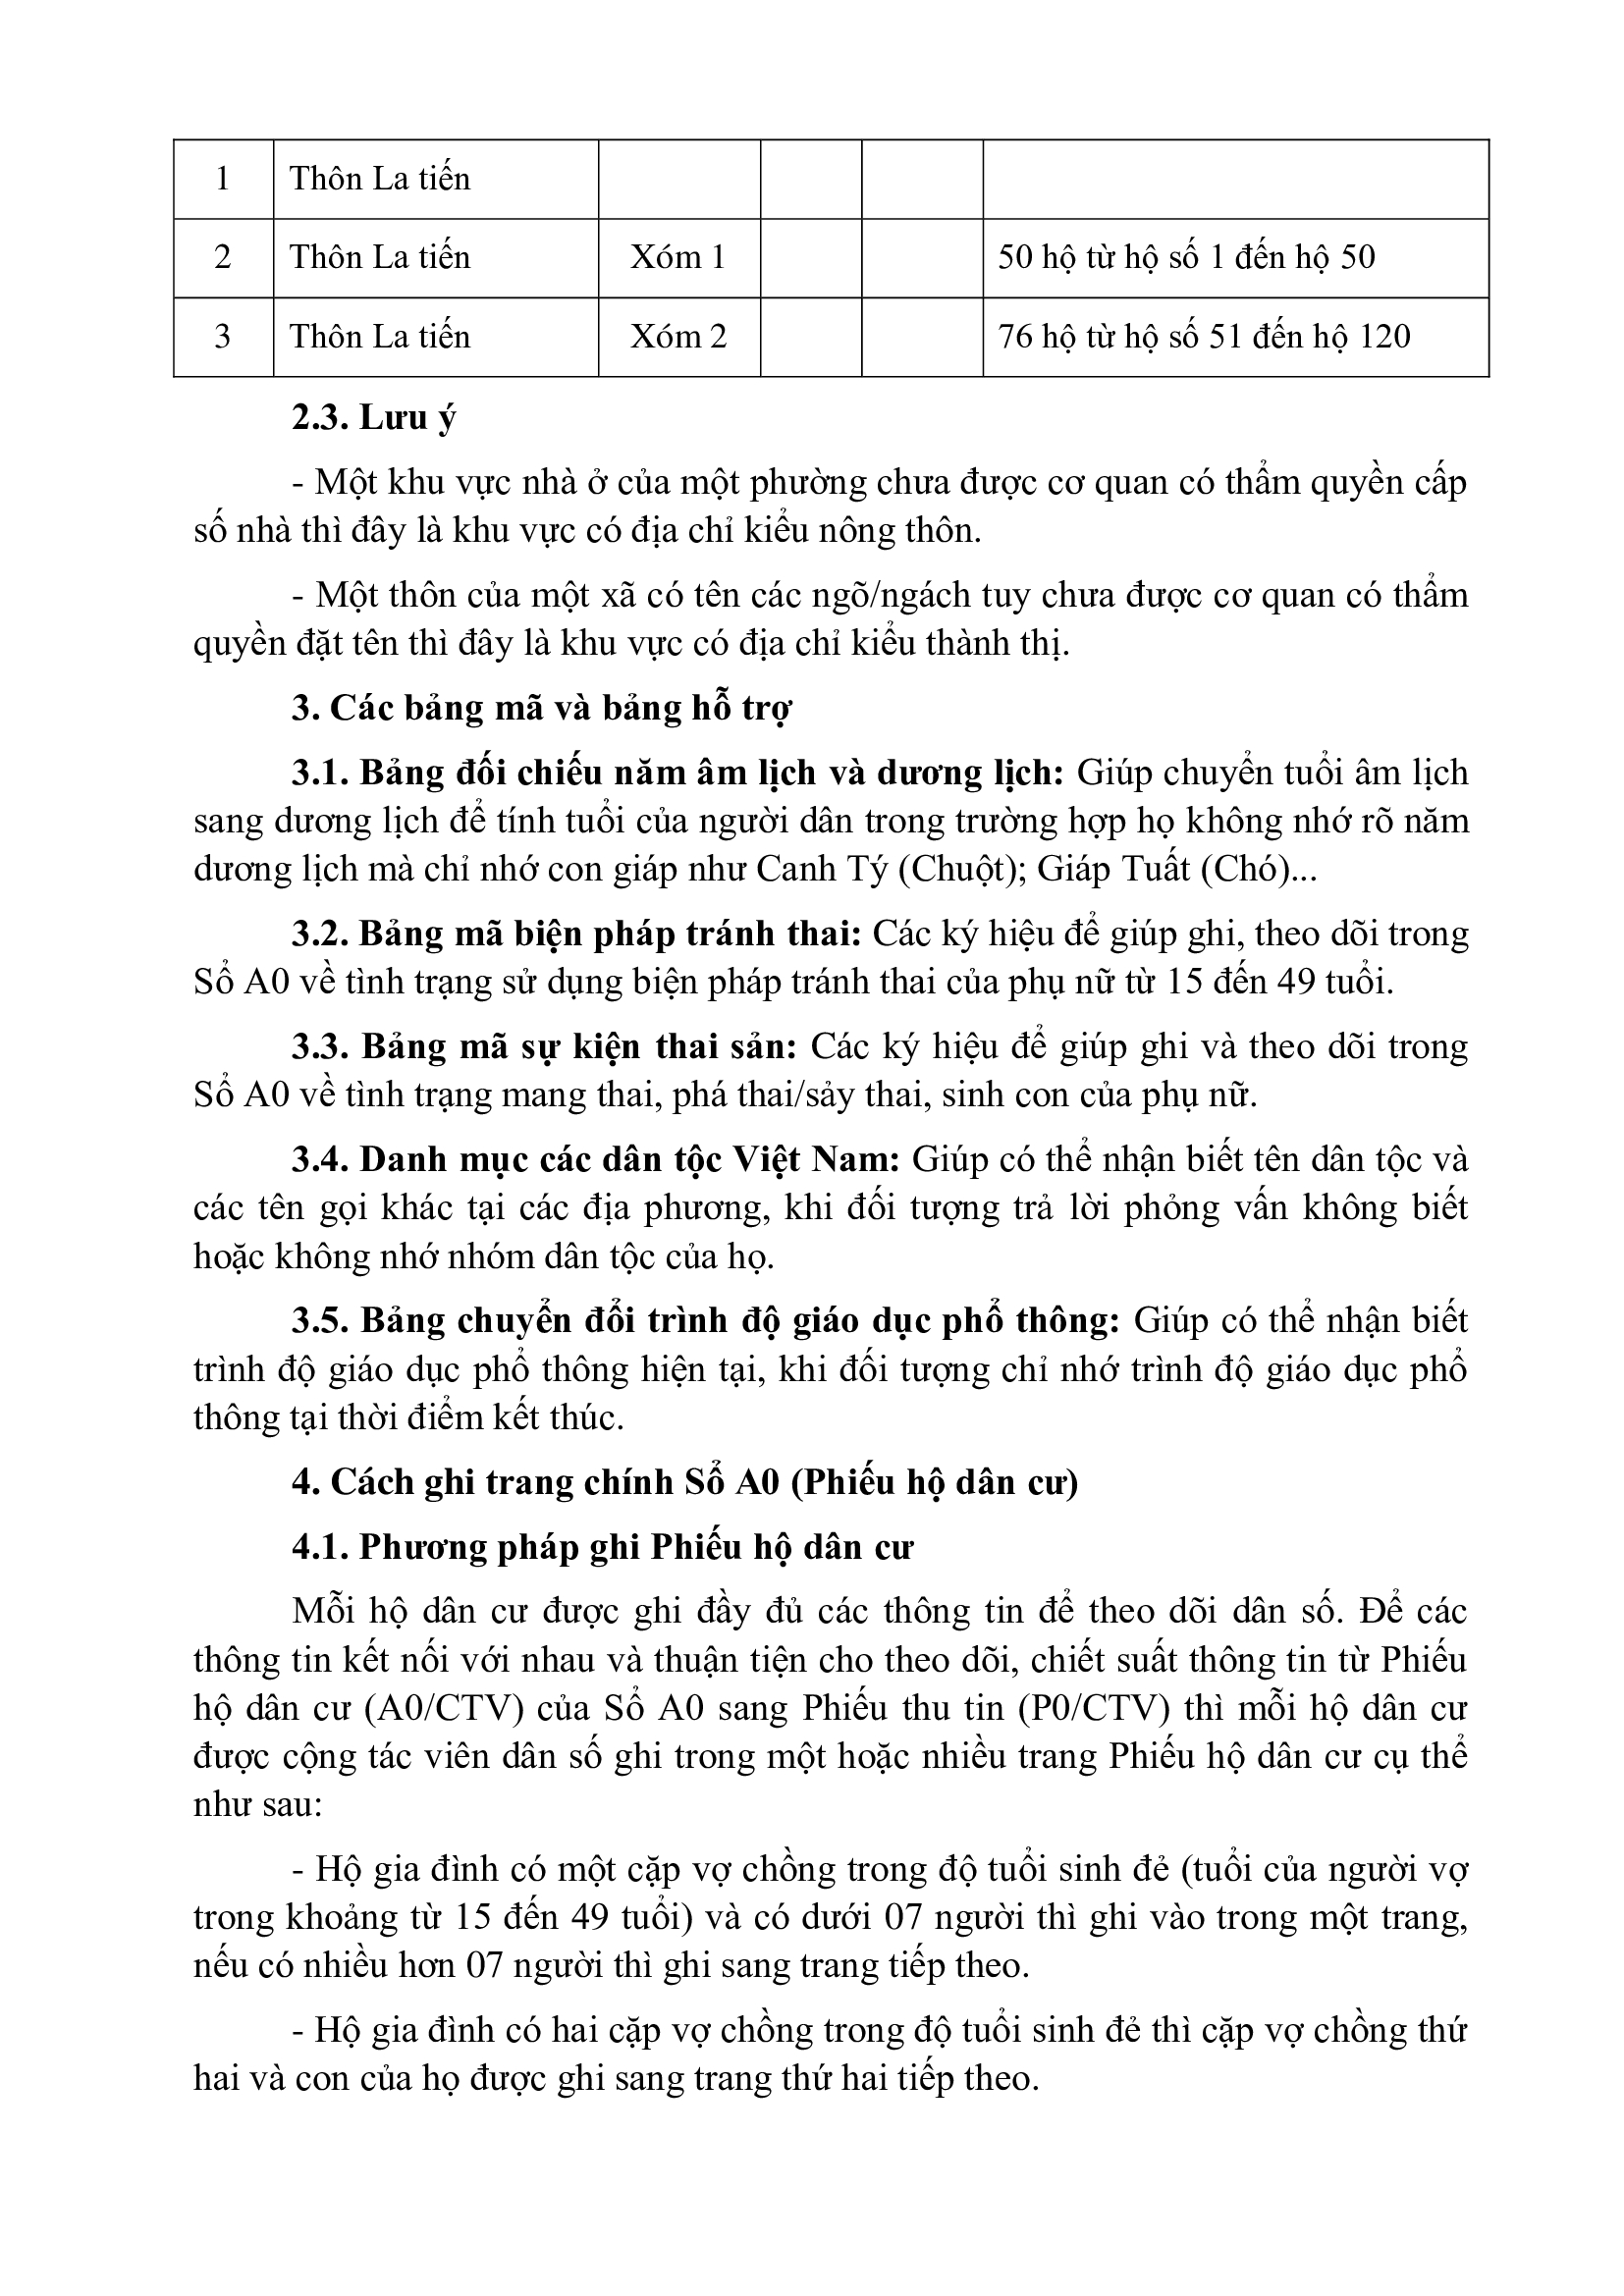 1 Thôn La tiến
2 Thôn La tiến Xóm 1 50 hộ từ hộ số 1 đến hộ 50
3 Thôn La tiến Xóm 2 76 hộ từ hộ số 51 đến hộ 120
2.3. Lưu ý
- Một khu vực nhà ở của một phường chưa được cơ quan có thẩm quyền cấp
số nhà thì đây là khu vực có địa chỉ kiểu nông thôn.
- Một thôn của một xã có tên các ngõ/ngách tuy chưa được cơ quan có thẩm
quyền đặt tên thì đây là khu vực có địa chỉ kiểu thành thị.
3. Các bảng mã và bảng hỗ trợ
3.1. Bảng đối chiếu năm âm lịch và dương lịch: Giúp chuyển tuổi âm lịch
sang dương lịch để tính tuổi của người dân trong trường hợp họ không nhớ rõ năm
dương lịch mà chỉ nhớ con giáp như Canh Tý (Chuột); Giáp Tuất (Chó)...
3.2. Bảng mã biện pháp tránh thai: Các ký hiệu để giúp ghi, theo dõi trong
Sổ A0 về tình trạng sử dụng biện pháp tránh thai của phụ nữ từ 15 đến 49 tuổi.
3.3. Bảng mã sự kiện thai sản: Các ký hiệu để giúp ghi và theo dõi trong
Sổ A0 về tình trạng mang thai, phá thai/sảy thai, sinh con của phụ nữ.
3.4. Danh mục các dân tộc Việt Nam: Giúp có thể nhận biết tên dân tộc và
các tên gọi khác tại các địa phương, khi đối tượng trả lời phỏng vấn không biết
hoặc không nhớ nhóm dân tộc của họ.
3.5. Bảng chuyển đổi trình độ giáo dục phổ thông: Giúp có thể nhận biết
trình độ giáo dục phổ thông hiện tại, khi đối tượng chỉ nhớ trình độ giáo dục phổ
thông tại thời điểm kết thúc.
4. Cách ghi trang chính Sổ A0 (Phiếu hộ dân cư)
4.1. Phương pháp ghi Phiếu hộ dân cư
Mỗi hộ dân cư được ghi đầy đủ các thông tin để theo dõi dân số. Để các
thông tin kết nối với nhau và thuận tiện cho theo dõi, chiết suất thông tin từ Phiếu
hộ dân cư (A0/CTV) của Sổ A0 sang Phiếu thu tin (P0/CTV) thì mỗi hộ dân cư
được cộng tác viên dân số ghi trong một hoặc nhiều trang Phiếu hộ dân cư cụ thể
như sau:
- Hộ gia đình có một cặp vợ chồng trong độ tuổi sinh đẻ (tuổi của người vợ
trong khoảng từ 15 đến 49 tuổi) và có dưới 07 người thì ghi vào trong một trang,
nếu có nhiều hơn 07 người thì ghi sang trang tiếp theo.
- Hộ gia đình có hai cặp vợ chồng trong độ tuổi sinh đẻ thì cặp vợ chồng thứ
hai và con của họ được ghi sang trang thứ hai tiếp theo.